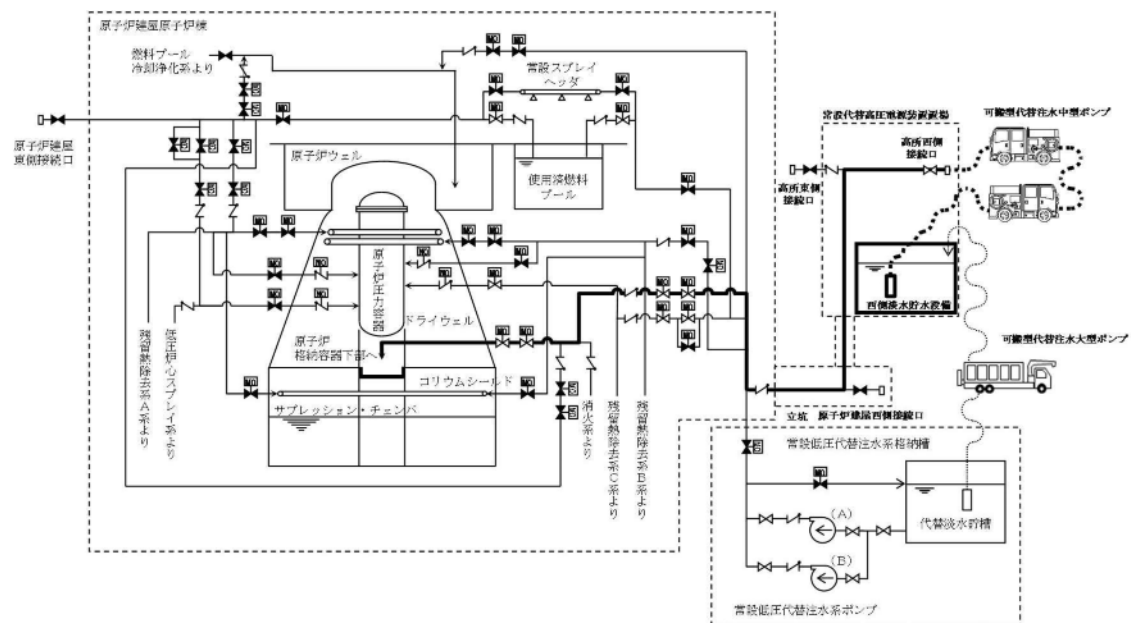 原子炉建屋原子炉棟
燃料プール
冷却浄化系より
常設スプレイ
ヘッダ
原子炉建屋
東側接続口
原子炉ウェル
使用済燃料
プール
原子炉圧力容器
ドライウェル
原子炉
格納容器下部へ
コリウムシールド
サプレッション・チェンバ
残留熱除去系A系より
低圧炉心スプレイ系より
消火系より
残留熱除去系C系より
残留熱除去系B系より
常設代替高圧電源装置置場
高所西側
接続口
高所東側
接続口
可搬型代替注水中型ポンプ
西側淡水貯水設備
可搬型代替注水大型ポンプ
立坑
原子炉建屋西側接続口
常設低圧代替注水系格納槽
代替淡水貯槽
(A)
(B)
常設低圧代替注水系ポンプ